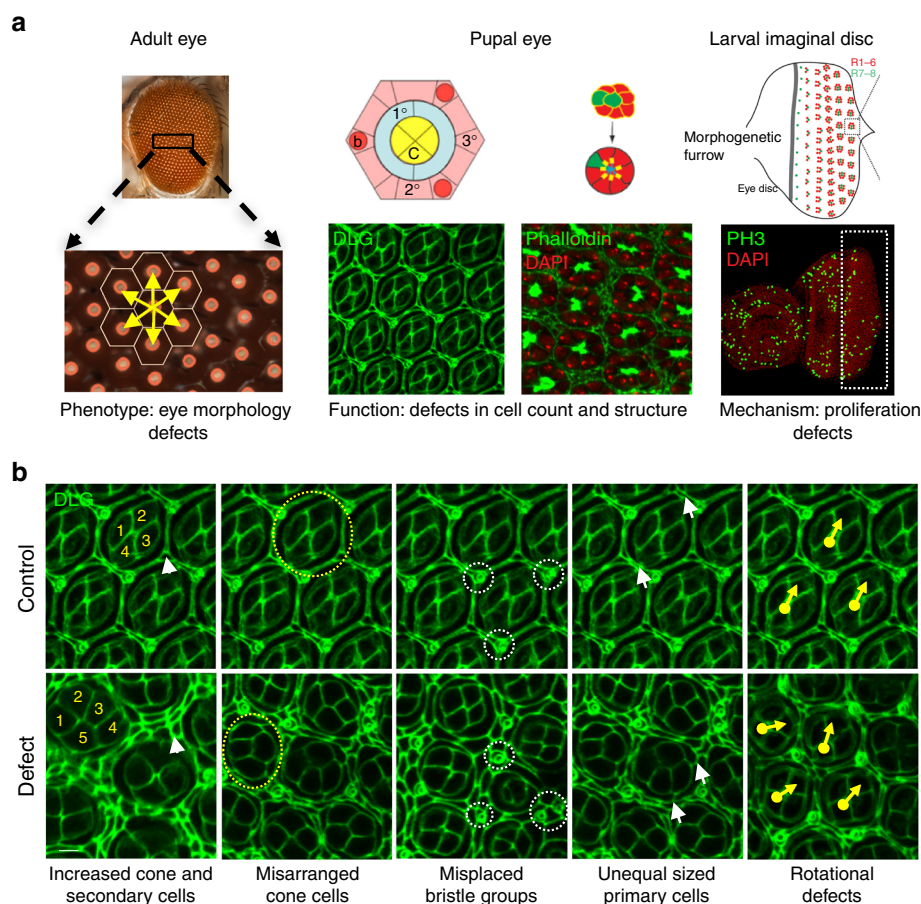 a
Adult eye
Pupal eye
Larval imaginal disc
R1–6
R7–8
1°
b
3°
C
2°
Morphogenetic
furrow
Eye disc
DLG
Phalloidin
DAPI
PH3
DAPI
Phenotype: eye morphology
defects
Function: defects in cell count and structure
Mechanism: proliferation
defects
b
Control
DLG
1 2 3 4
Defect
1 2 3 4 5
Increased cone and
secondary cells
Misarranged
cone cells
Misplaced
bristle groups
Unequal sized
primary cells
Rotational
defects